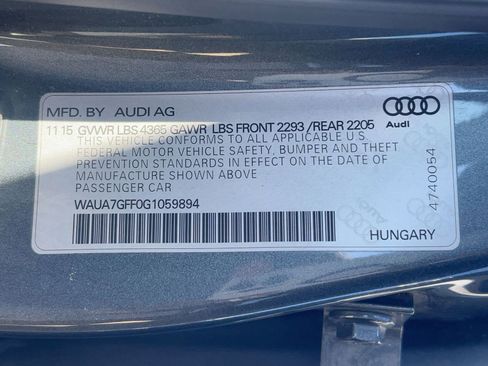 MFD. BY AUDI AG
11 15 GVWR LBS 4365 GAWR LBS FRONT 2293 /REAR 2205
Audi
THIS VEHICLE CONFORMS TO ALL APPLICABLE U.S.
FEDERAL MOTOR VEHICLE SAFETY, BUMPER AND THEFT
PREVENTION STANDARDS IN EFFECT ON THE DATE OF
MANUFACTURE SHOWN ABOVE
PASSENGER CAR
WAUA7GFF0G1059894
HUNGARY
4740054